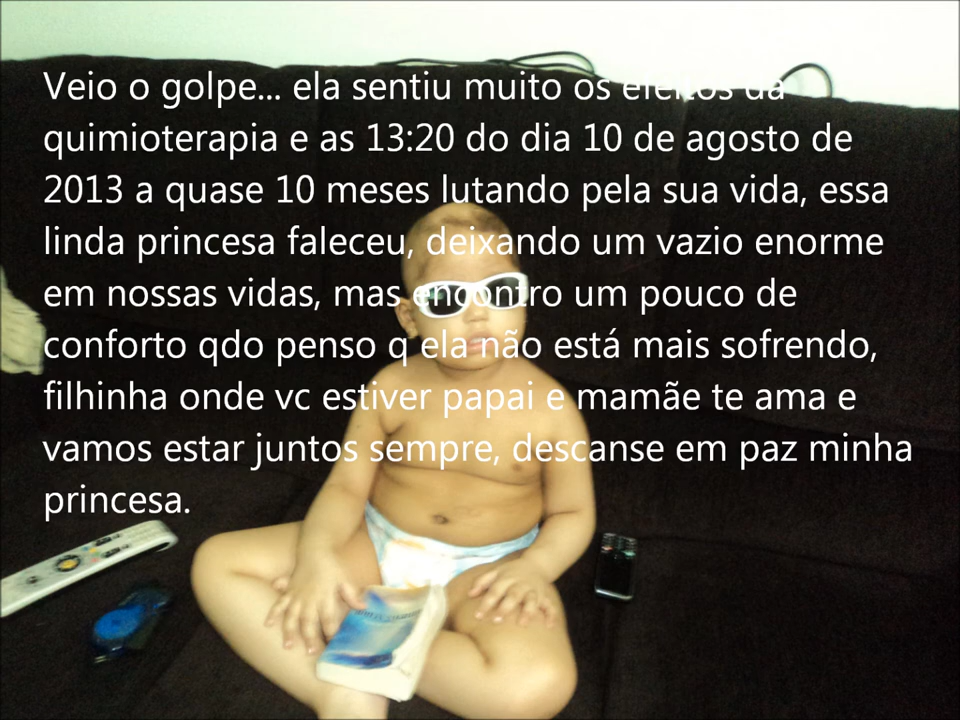 Veio o golpe... ela sentiu muito os efeitos da
quimioterapia e as 13:20 do dia 10 de agosto de
2013 a quase 10 meses lutando pela sua vida, essa
linda princesa faleceu, deixando um vazio enorme
em nossas vidas, mas encontro um pouco de
conforto qdo penso q ela não está mais sofrendo,
filhinha onde vc estiver papai e mamãe te ama e
vamos estar juntos sempre, descanse em paz minha
princesa.